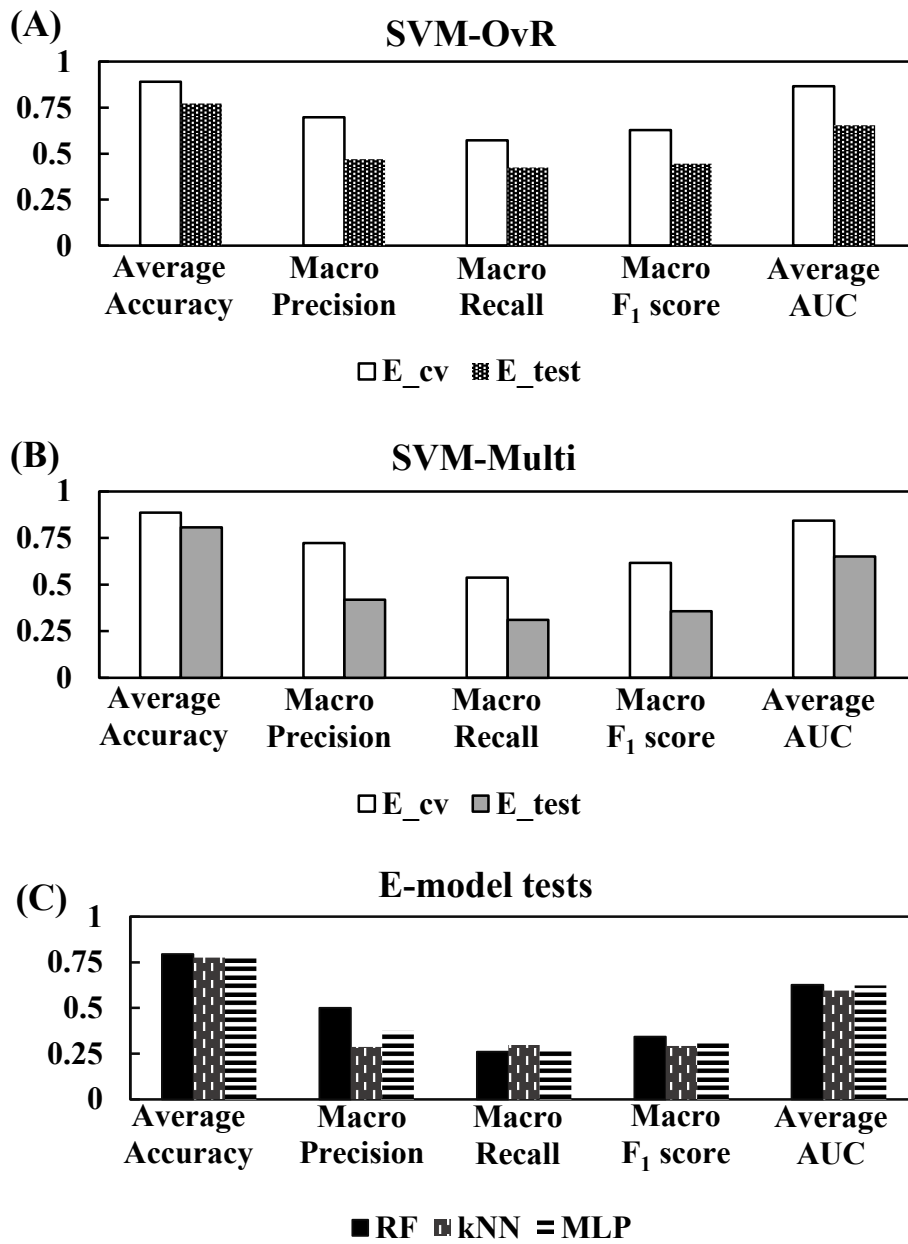 (A)
SVM-OvR
1
0.75
0.5
0.25
0
Average Macro Macro Macro Average
Accuracy Precision Recall F₁ score AUC
E_cv E_test
(B)
SVM-Multi
1
0.75
0.5
0.25
0
Average Macro Macro Macro Average
Accuracy Precision Recall F₁ score AUC
E_cv E_test
(C)
E-model tests
1
0.75
0.5
0.25
0
Average Macro Macro Macro Average
Accuracy Precision Recall F₁ score AUC
RF kNN MLP